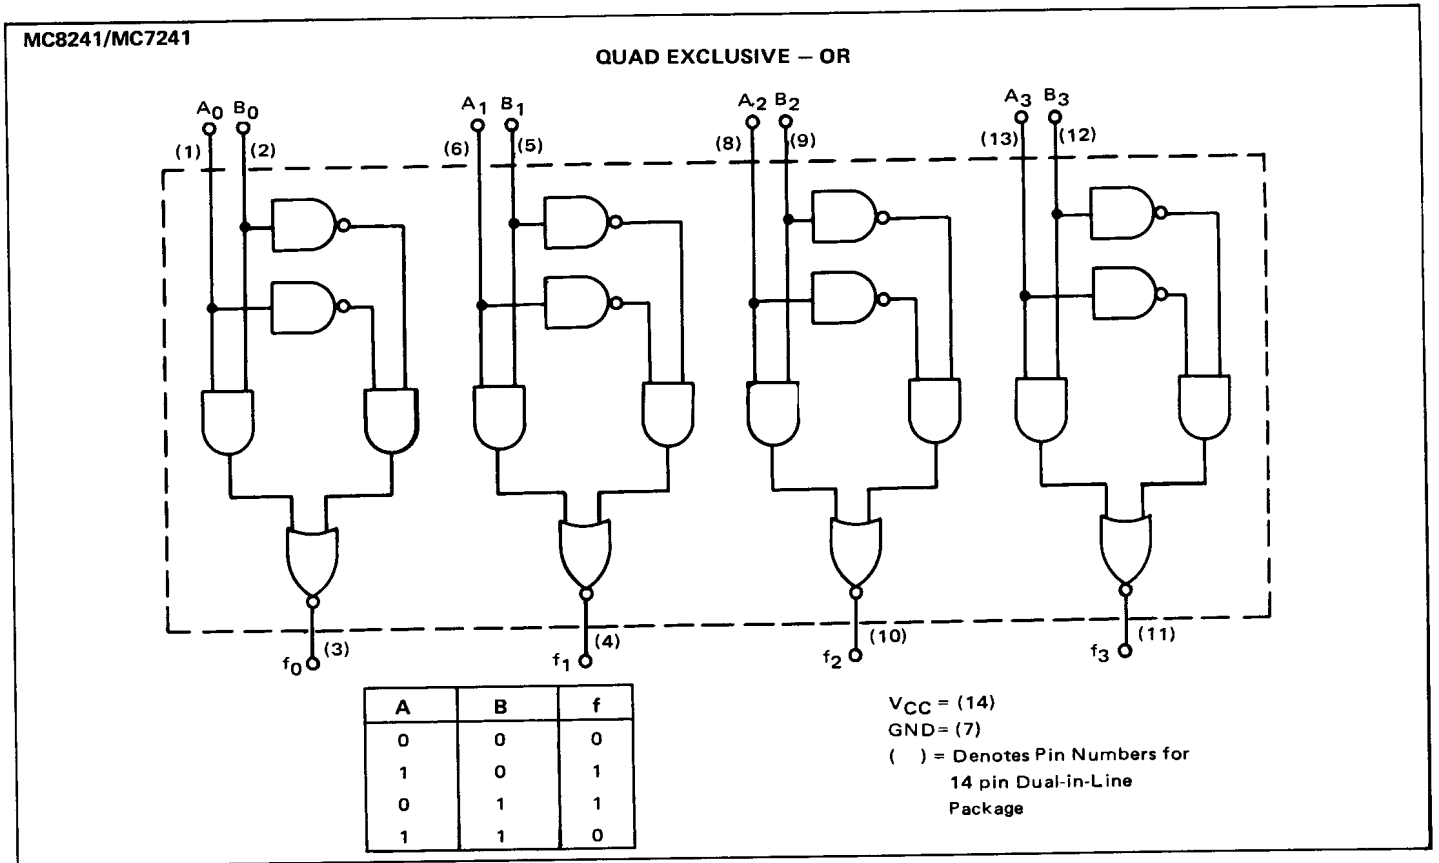 MC8241/MC7241
QUAD EXCLUSIVE – OR
A0 B0 A1 B1 A2 B2 A3 B3
(1) (2) (6) (5) (8) (9) (13) (12)
f0 (3) f1 (4) f2 (10) f3 (11)
A B f
0 0 0
1 0 1
0 1 1
1 1 0
VCC = (14)
GND= (7)
( ) = Denotes Pin Numbers for
14 pin Dual-in-Line
Package